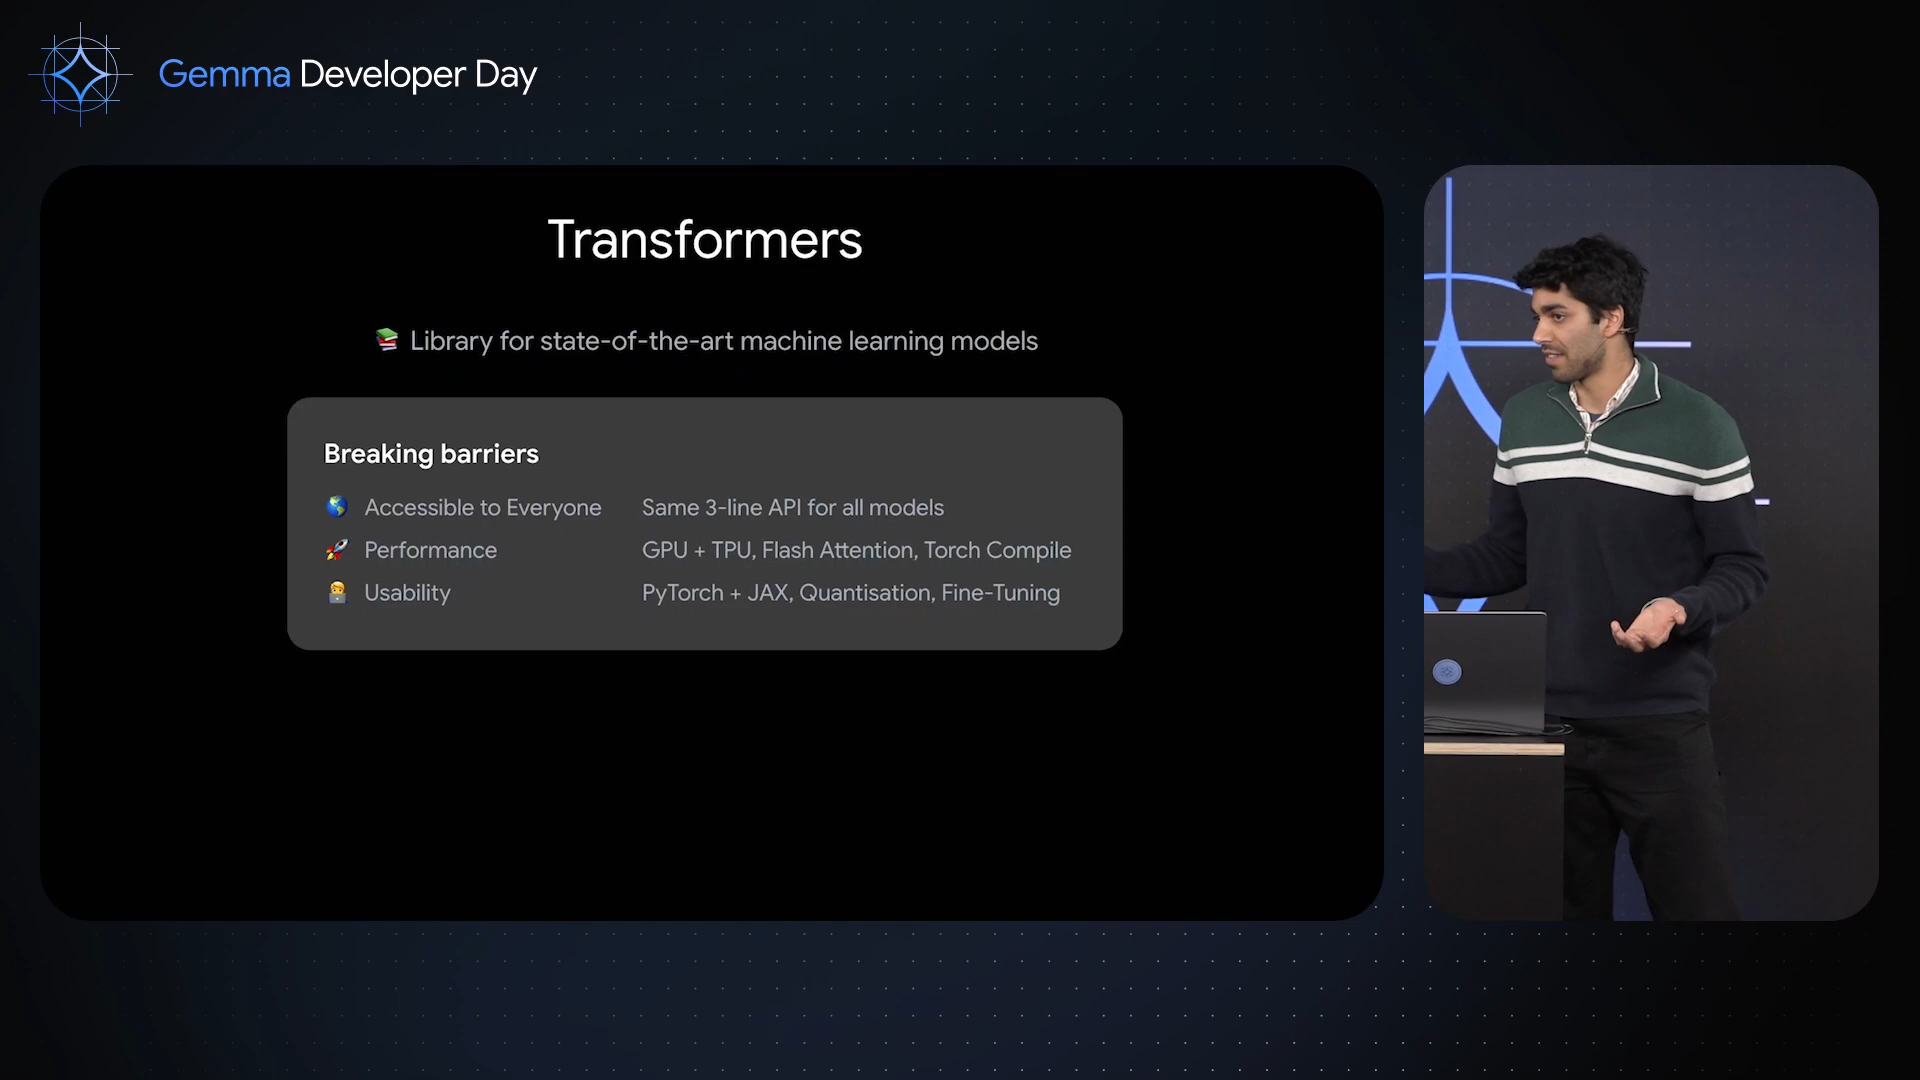 Gemma Developer Day
Transformers
📚 Library for state-of-the-art machine learning models
Breaking barriers
🌎 Accessible to Everyone Same 3-line API for all models
🚀 Performance GPU + TPU, Flash Attention, Torch Compile
🧑‍💻 Usability PyTorch + JAX, Quantisation, Fine-Tuning